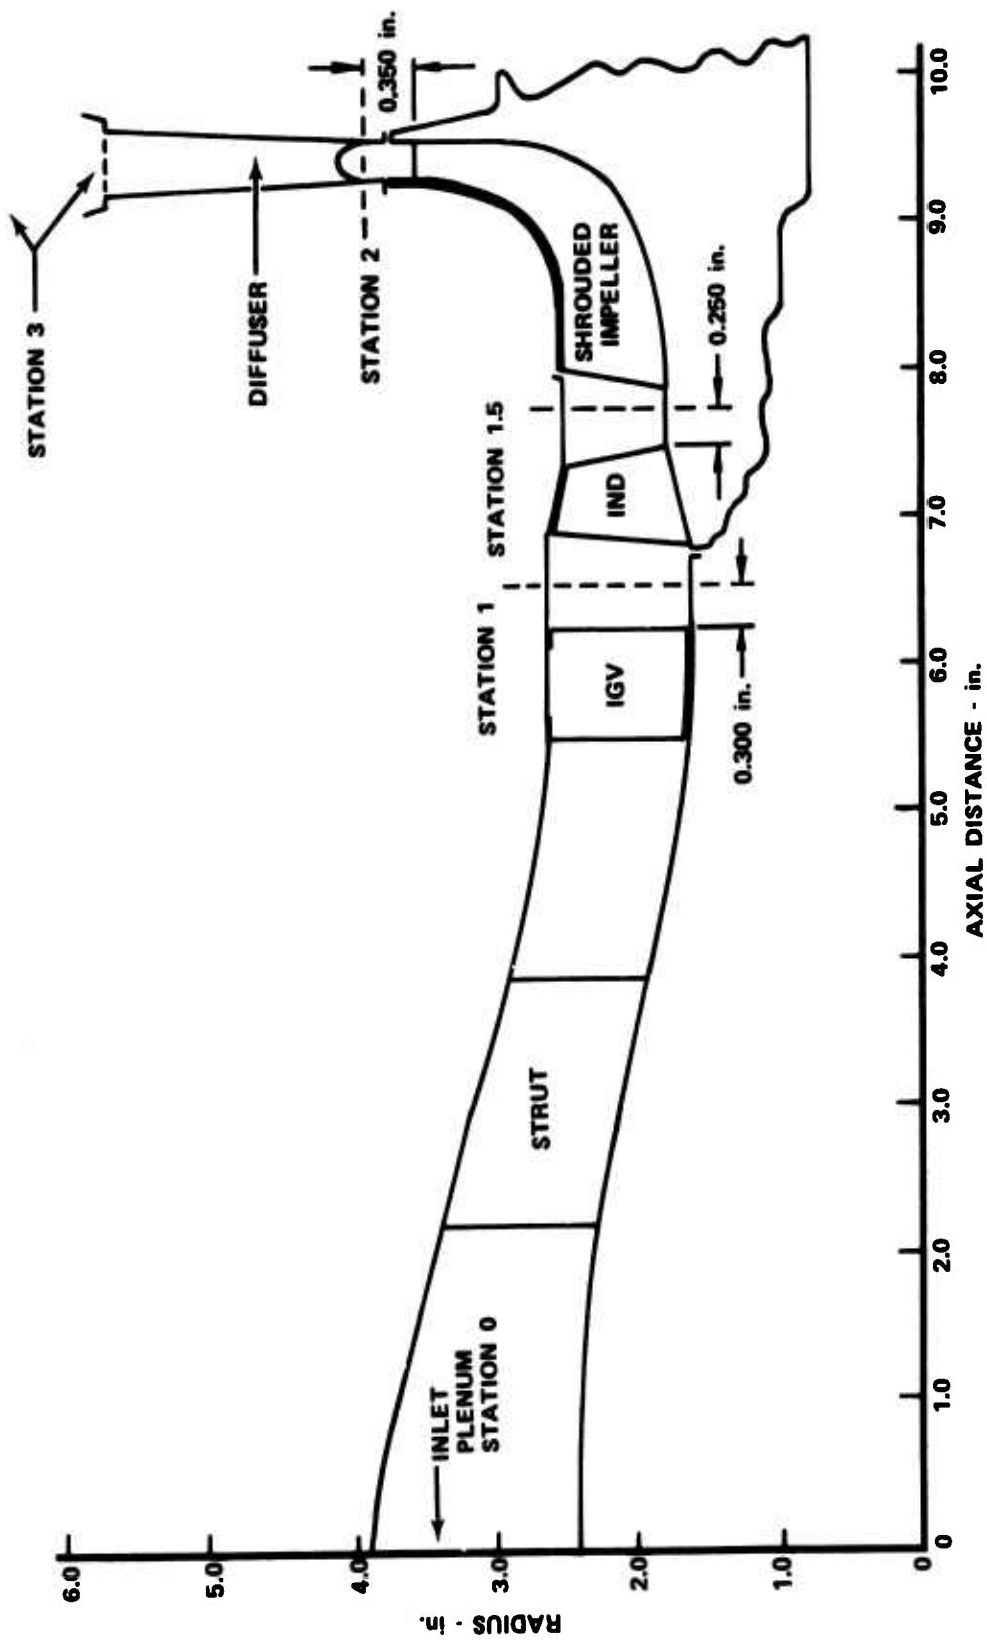 STATION 3
DIFFUSER
STATION 2
0.350 in.
SHROUDED
IMPELLER
STATION 1.5
0.250 in.
IND
STATION 1
IGV
0.300 in.
STRUT
INLET
PLENUM
STATION 0
RADIUS - in.
6.0
5.0
4.0
3.0
2.0
1.0
0
1.0
2.0
3.0
4.0
5.0
6.0
7.0
8.0
9.0
10.0
AXIAL DISTANCE - in.